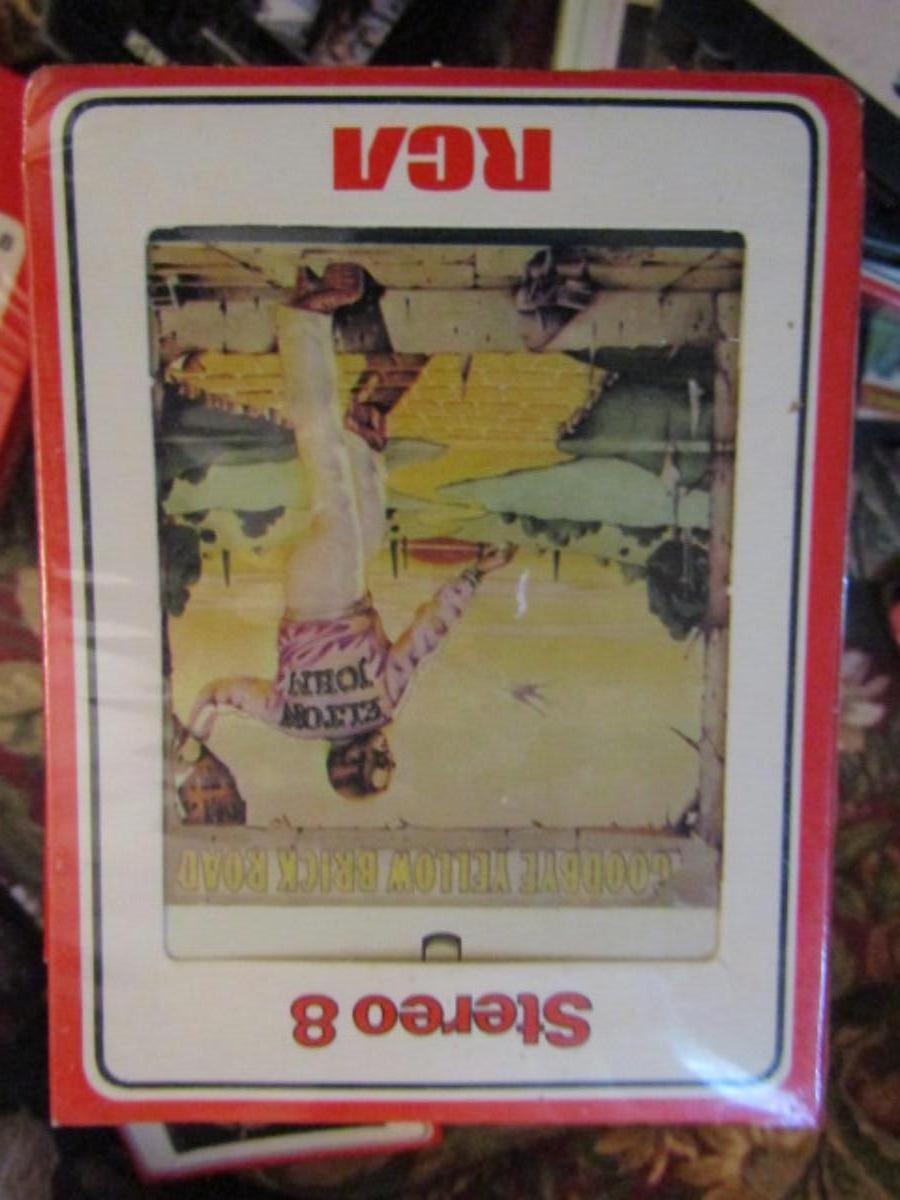 Stereo 8
GOODBYE YELLOW BRICK ROAD
ELTON
JOHN
RCA